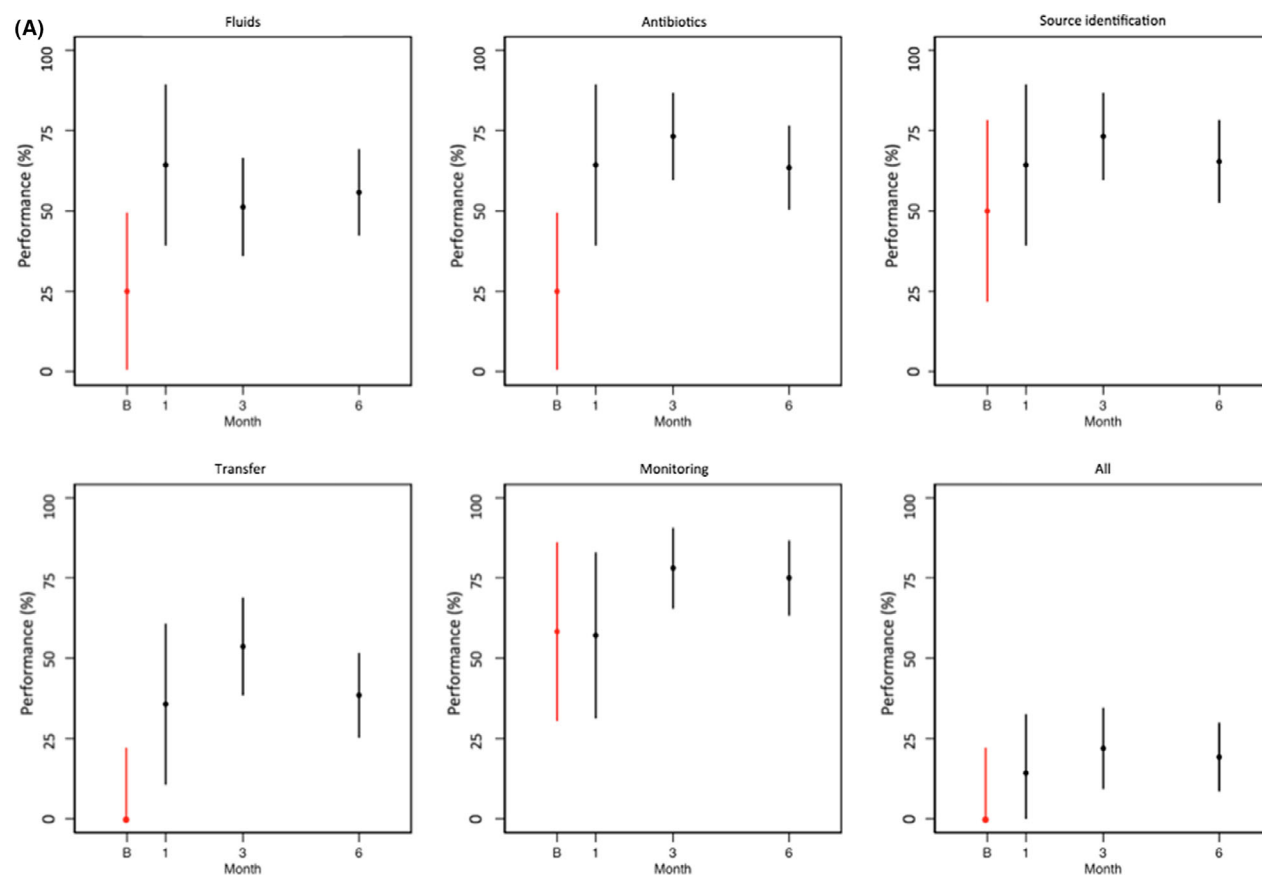 (A)
Fluids
Performance (%)
100
75
50
25
0
B 1 3 6
Month
Antibiotics
Performance (%)
100
75
50
25
0
B 1 3 6
Month
Source identification
Performance (%)
100
75
50
25
0
B 1 3 6
Month
Transfer
Performance (%)
100
75
50
25
0
B 1 3 6
Month
Monitoring
Performance (%)
100
75
50
25
0
B 1 3 6
Month
All
Performance (%)
100
75
50
25
0
B 1 3 6
Month